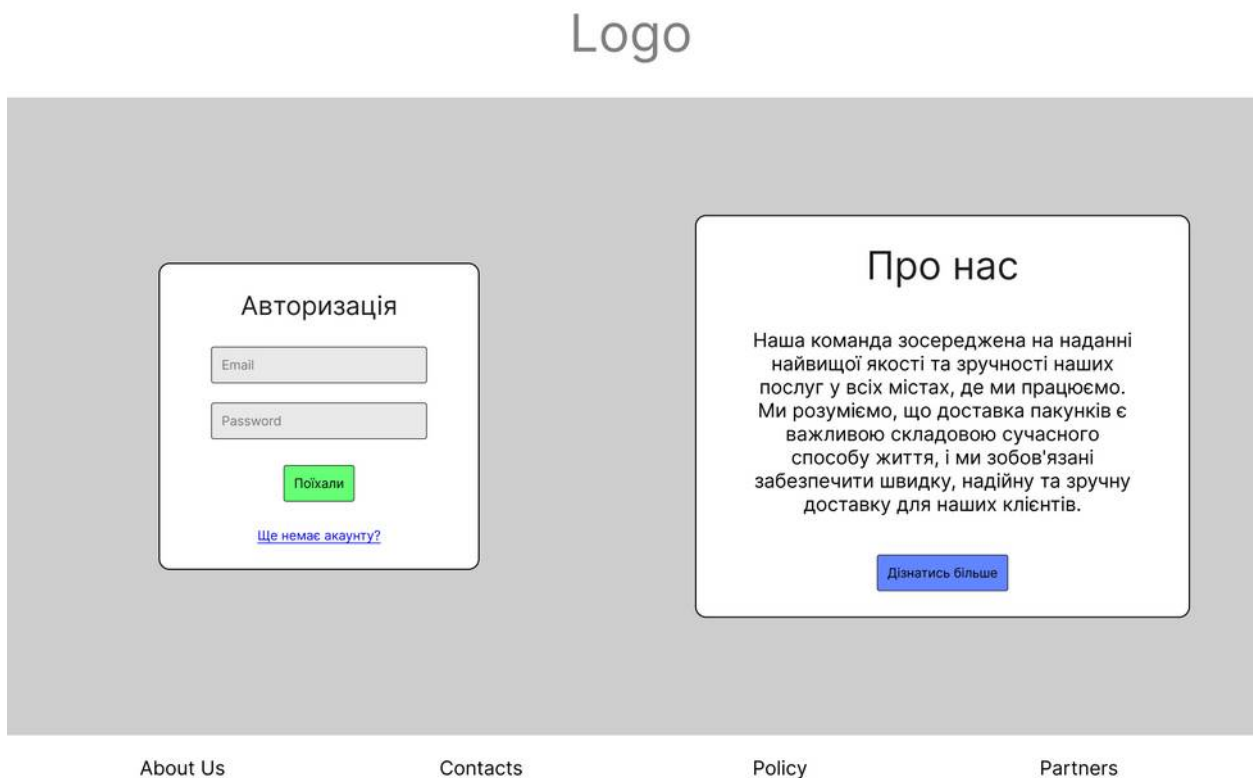 Logo
Авторизація
Email
Password
Поїхали
Ще немає акаунту?
Про нас
Наша команда зосереджена на наданні
найвищої якості та зручності наших
послуг у всіх містах, де ми працюємо.
Ми розуміємо, що доставка пакунків є
важливою складовою сучасного
способу життя, і ми зобов'язані
забезпечити швидку, надійну та зручну
доставку для наших клієнтів.
Дізнатись більше
About Us
Contacts
Policy
Partners